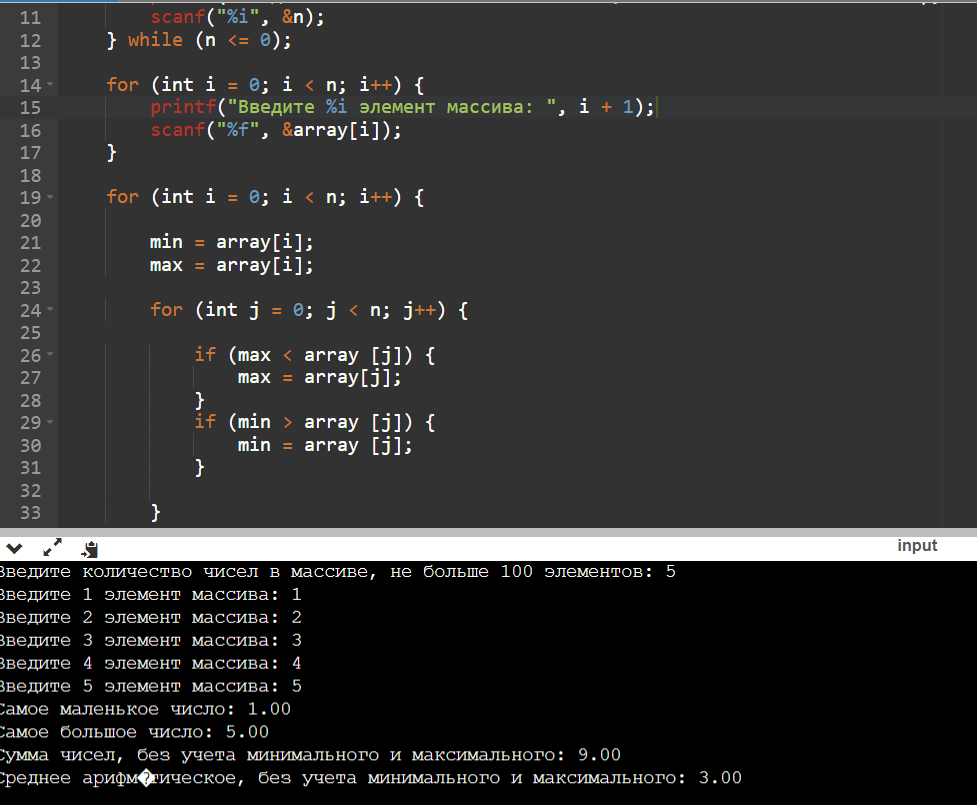 11 scanf("%i", &n);
12 } while (n <= 0);
13
14 for (int i = 0; i < n; i++) {
15 printf("Введите %i элемент массива: ", i + 1);
16 scanf("%f", &array[i]);
17 }
18
19 for (int i = 0; i < n; i++) {
20
21 min = array[i];
22 max = array[i];
23
24 for (int j = 0; j < n; j++) {
25
26 if (max < array [j]) {
27 max = array[j];
28 }
29 if (min > array [j]) {
30 min = array [j];
31 }
32
33 }
input
Введите количество чисел в массиве, не больше 100 элементов: 5
Введите 1 элемент массива: 1
Введите 2 элемент массива: 2
Введите 3 элемент массива: 3
Введите 4 элемент массива: 4
Введите 5 элемент массива: 5
Самое маленькое число: 1.00
Самое большое число: 5.00
Сумма чисел, без учета минимального и максимального: 9.00
Среднее арифм�тическое, без учета минимального и максимального: 3.00